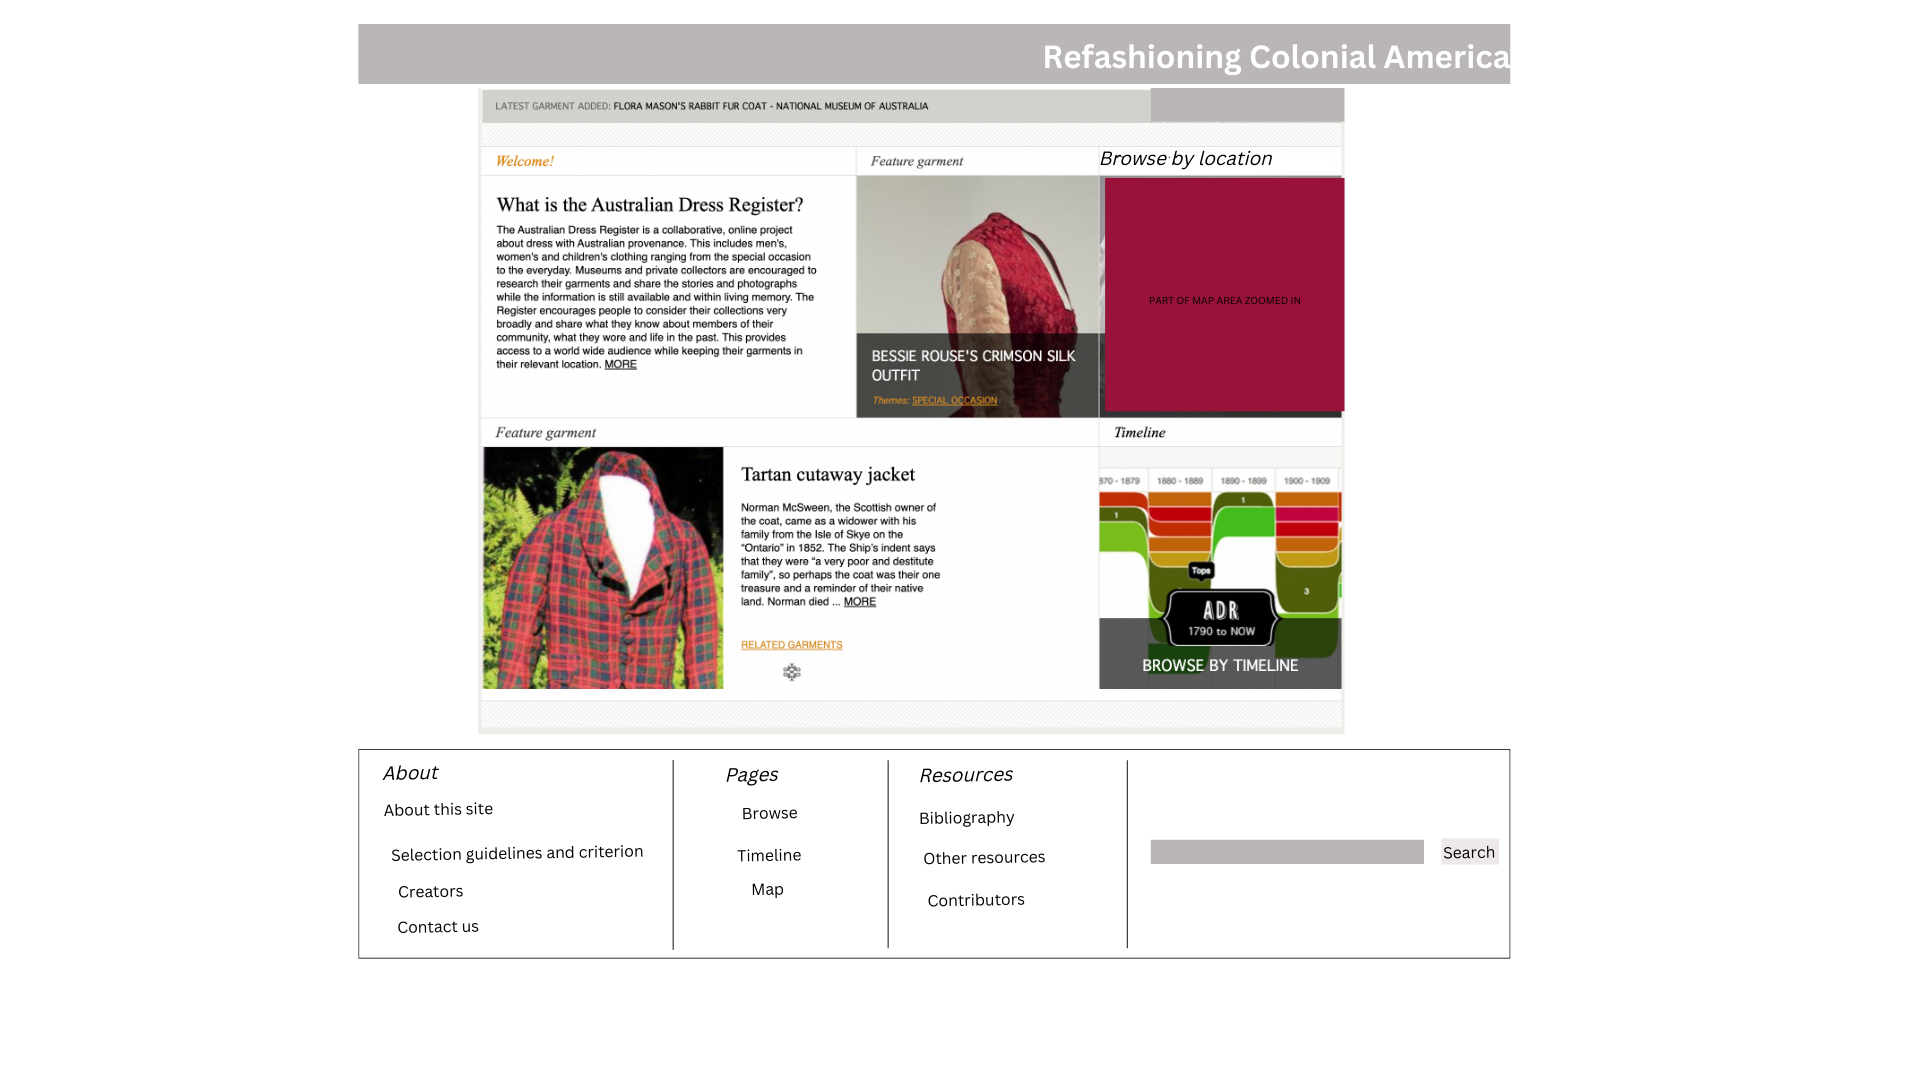 Refashioning Colonial America
LATEST GARMENT ADDED: FLORA MASON'S RABBIT FUR COAT - NATIONAL MUSEUM OF AUSTRALIA
Welcome!
What is the Australian Dress Register?
The Australian Dress Register is a collaborative, online project
about dress with Australian provenance. This includes men's,
women's and children's clothing ranging from the special occasion
to the everyday. Museums and private collectors are encouraged to
research their garments and share the stories and photographs
while the information is still available and within living memory. The
Register encourages people to consider their collections very
broadly and share what they know about members of their
community, what they wore and life in the past. This provides
access to a world wide audience while keeping their garments in
their relevant location. MORE
Feature garment
BESSIE ROUSE'S CRIMSON SILK
OUTFIT
Themes: SPECIAL OCCASION
Browse by location
PART OF MAP AREA ZOOMED IN
Feature garment
Tartan cutaway jacket
Norman McSween, the Scottish owner of
the coat, came as a widower with his
family from the Isle of Skye on the
"Ontario" in 1852. The Ship's indent says
that they were "a very poor and destitute
family", so perhaps the coat was their one
treasure and a reminder of their native
land. Norman died ... MORE
RELATED GARMENTS
Timeline
870 - 1879 1880 - 1889 1890 - 1899 1900 - 1909
1
1
Tops
3
ADR
1790 to NOW
BROWSE BY TIMELINE
About
About this site
Selection guidelines and criterion
Creators
Contact us
Pages
Browse
Timeline
Map
Resources
Bibliography
Other resources
Contributors
Search